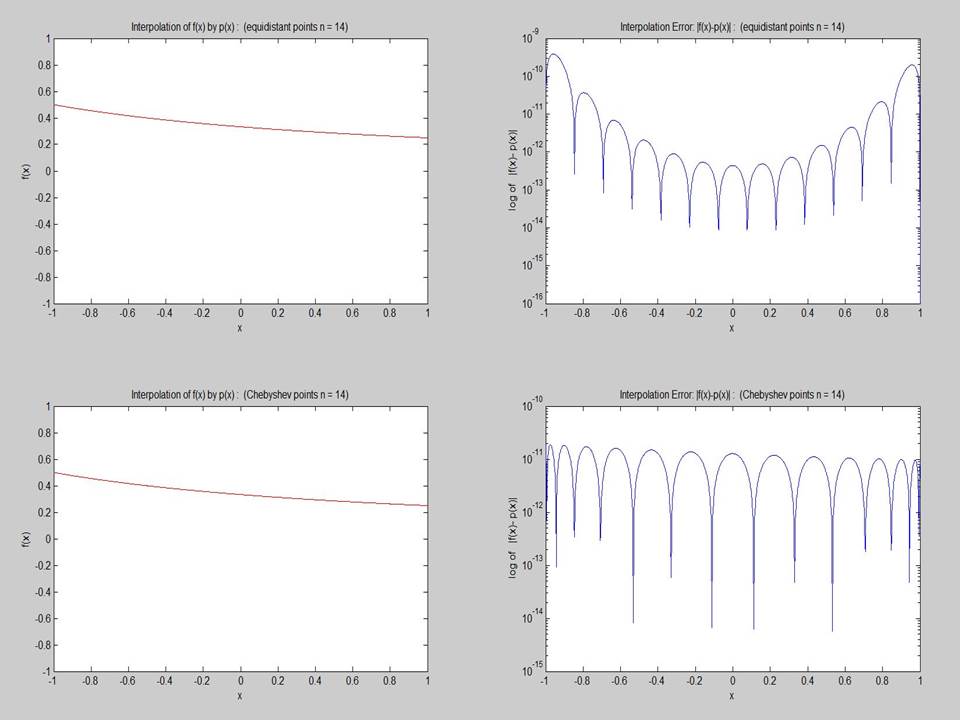 Interpolation of f(x) by p(x) : (equidistant points n = 14)
1
0.8
0.6
0.4
0.2
0
-0.2
-0.4
-0.6
-0.8
-1
f(x)
-1 -0.8 -0.6 -0.4 -0.2 0 0.2 0.4 0.6 0.8 1
x
Interpolation Error: |f(x)-p(x)| : (equidistant points n = 14)
10^-9
10^-10
10^-11
10^-12
10^-13
10^-14
10^-15
10^-16
log of |f(x)- p(x)|
-1 -0.8 -0.6 -0.4 -0.2 0 0.2 0.4 0.6 0.8 1
x
Interpolation of f(x) by p(x) : (Chebyshev points n = 14)
1
0.8
0.6
0.4
0.2
0
-0.2
-0.4
-0.6
-0.8
-1
f(x)
-1 -0.8 -0.6 -0.4 -0.2 0 0.2 0.4 0.6 0.8 1
x
Interpolation Error: |f(x)-p(x)| : (Chebyshev points n = 14)
10^-10
10^-11
10^-12
10^-13
10^-14
10^-15
log of |f(x)- p(x)|
-1 -0.8 -0.6 -0.4 -0.2 0 0.2 0.4 0.6 0.8 1
x